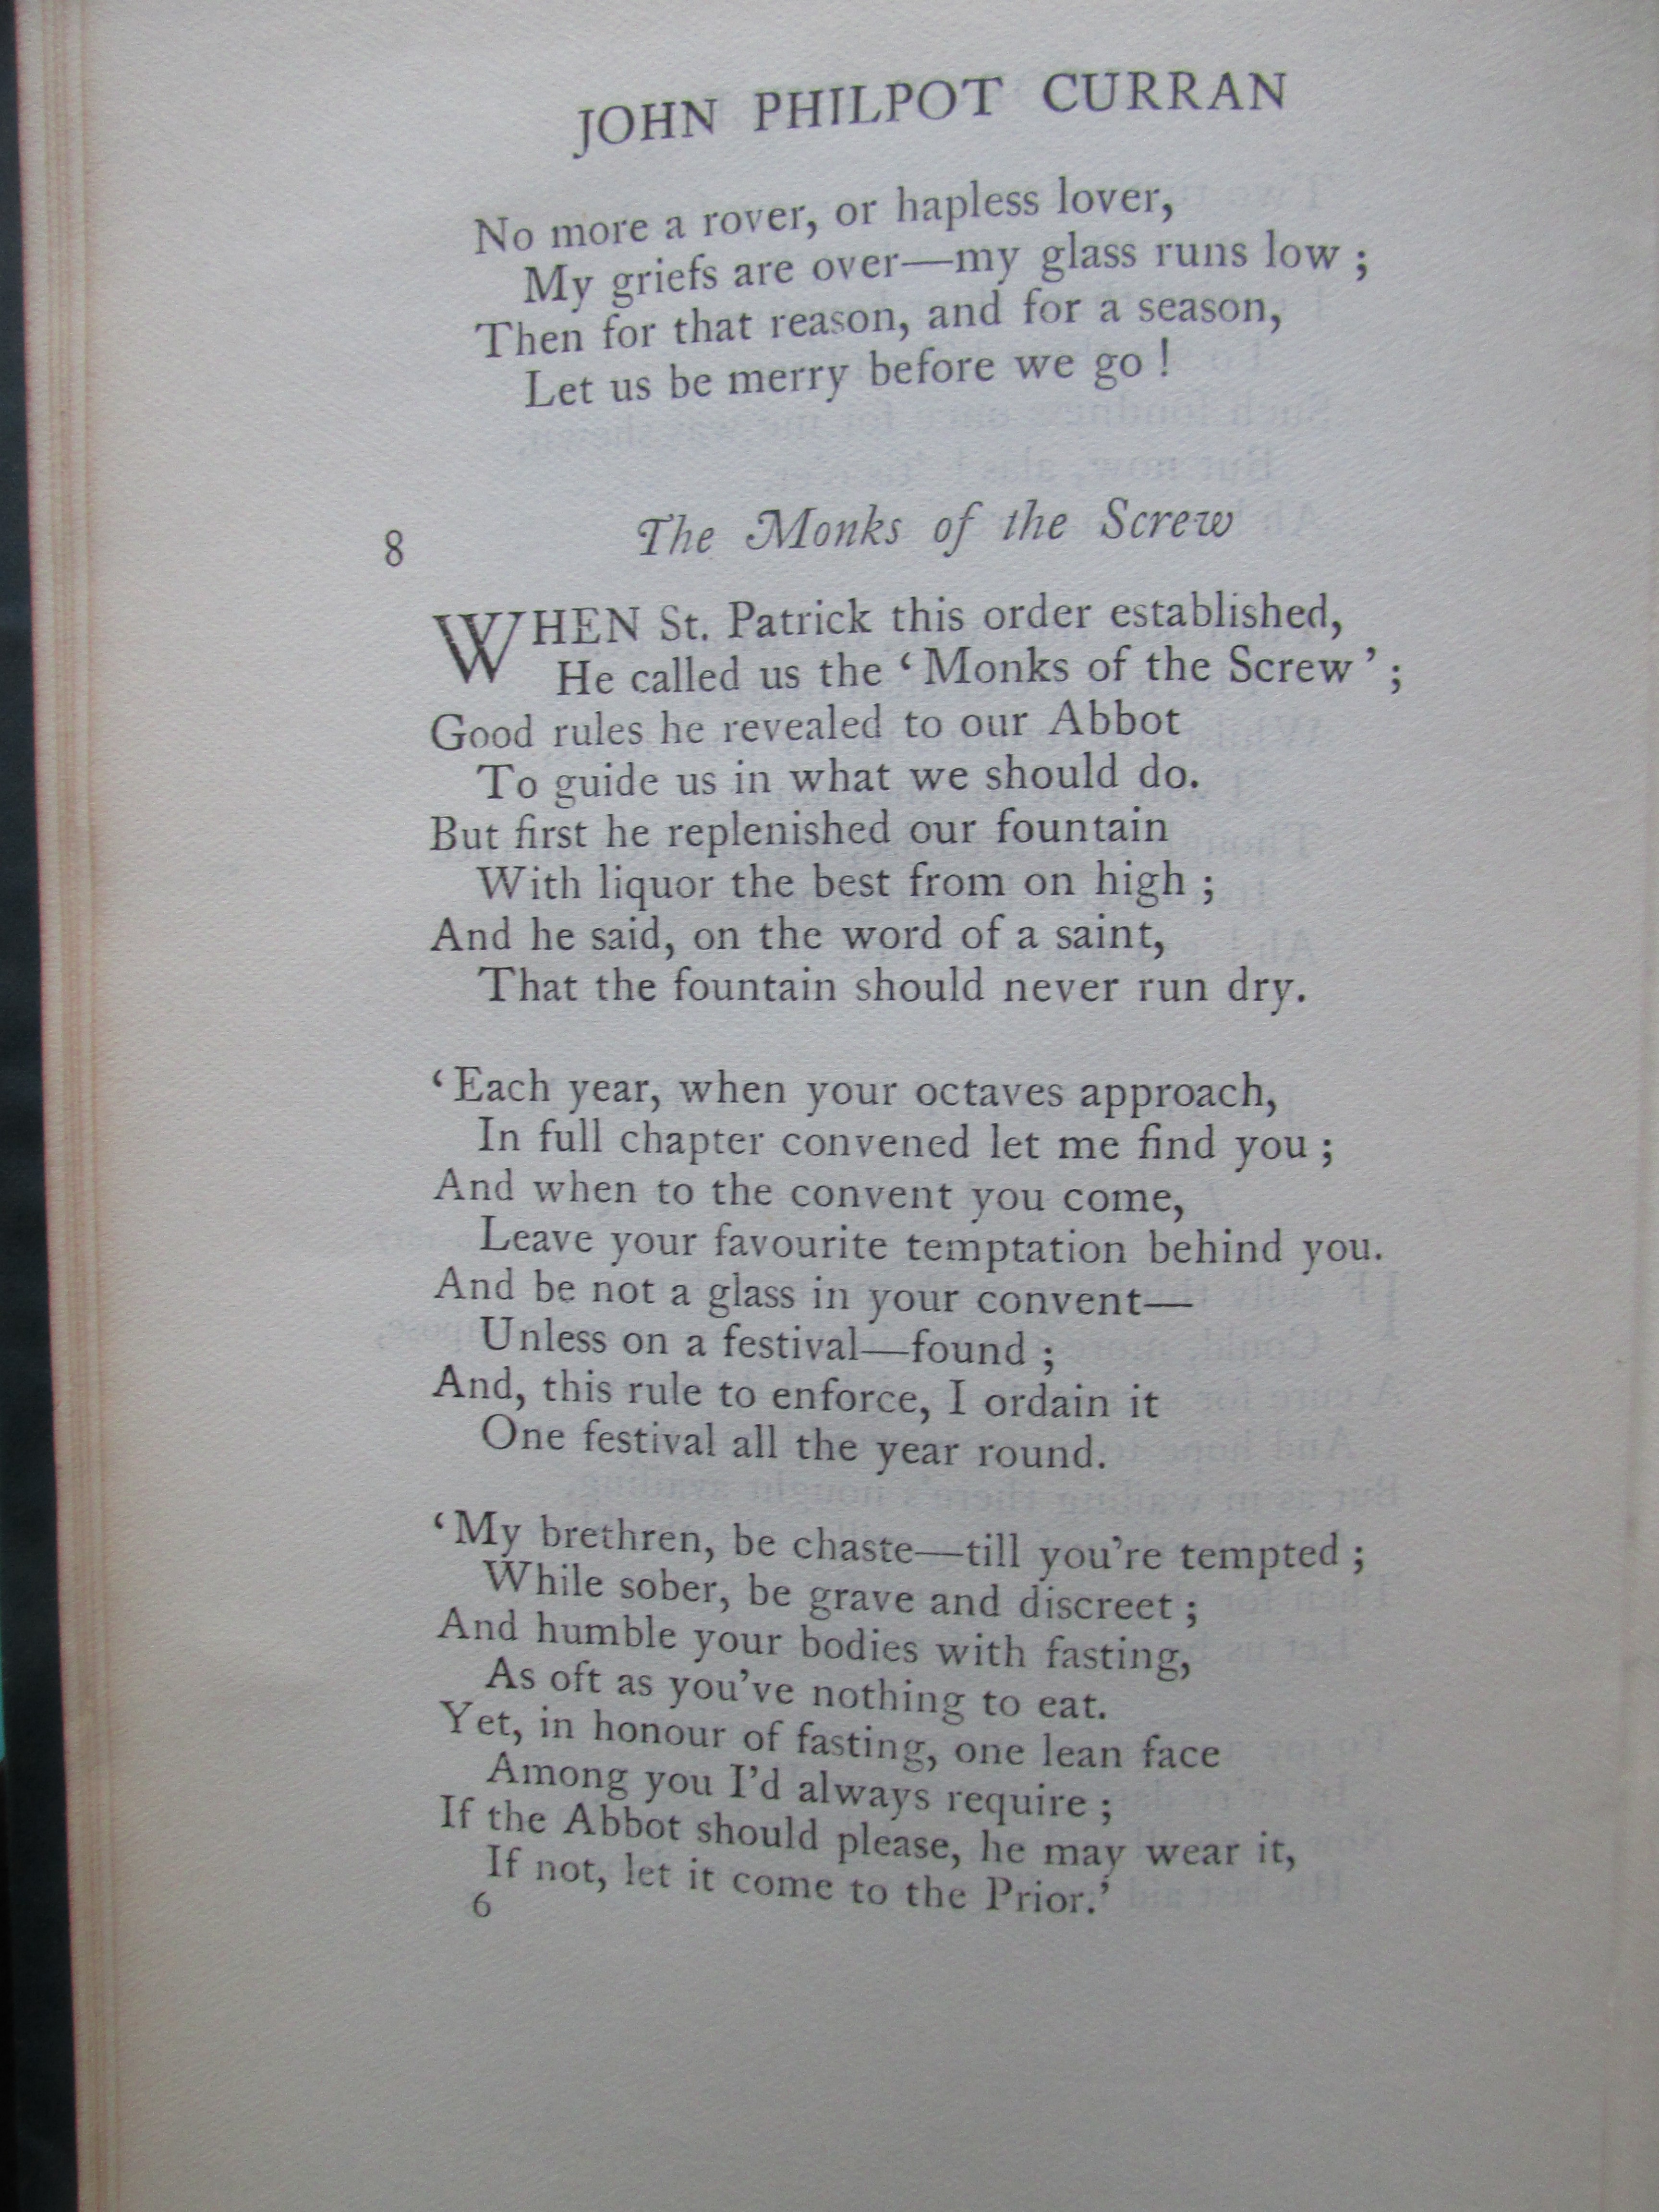 JOHN PHILPOT CURRAN
No more a rover, or hapless lover,
My griefs are over—my glass runs low ;
Then for that reason, and for a season,
Let us be merry before we go !
8
The Monks of the Screw
WHEN St. Patrick this order established,
He called us the ‘ Monks of the Screw ’ ;
Good rules he revealed to our Abbot
To guide us in what we should do.
But first he replenished our fountain
With liquor the best from on high ;
And he said, on the word of a saint,
That the fountain should never run dry.
‘ Each year, when your octaves approach,
In full chapter convened let me find you ;
And when to the convent you come,
Leave your favourite temptation behind you.
And be not a glass in your convent—
Unless on a festival—found ;
And, this rule to enforce, I ordain it
One festival all the year round.
‘ My brethren, be chaste—till you’re tempted ;
While sober, be grave and discreet ;
And humble your bodies with fasting,
As oft as you’ve nothing to eat.
Yet, in honour of fasting, one lean face
Among you I’d always require ;
If the Abbot should please, he may wear it,
If not, let it come to the Prior.’
6